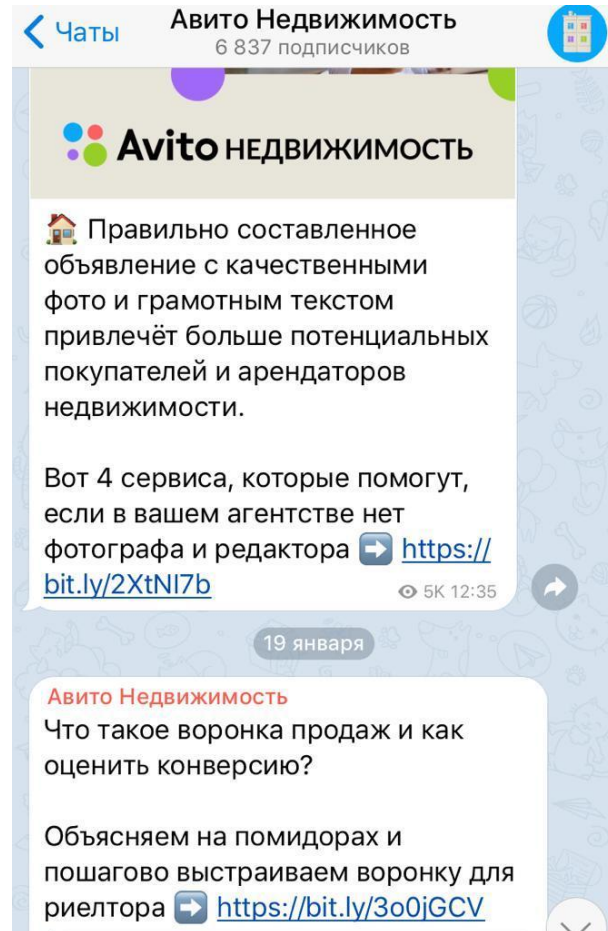 Чаты
Авито Недвижимость
6 837 подписчиков
Avito НЕДВИЖИМОСТЬ
Правильно составленное
объявление с качественными
фото и грамотным текстом
привлечёт больше потенциальных
покупателей и арендаторов
недвижимости.
Вот 4 сервиса, которые помогут,
если в вашем агентстве нет
фотографа и редактора ➡️ https://
bit.ly/2XtNI7b
5K 12:35
19 января
Авито Недвижимость
Что такое воронка продаж и как
оценить конверсию?
Объясняем на помидорах и
пошагово выстраиваем воронку для
риелтора ➡️ https://bit.ly/3o0jGCV